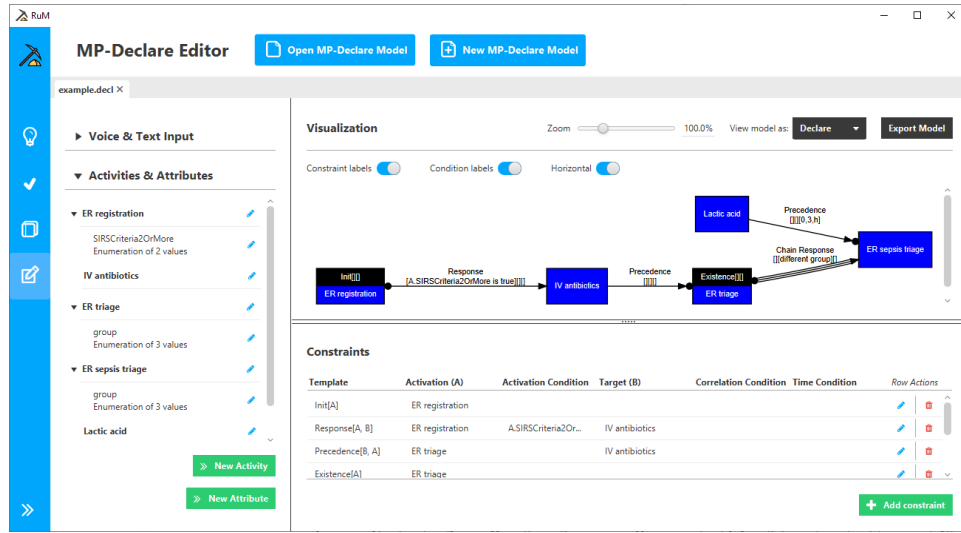 RuM
MP-Declare Editor
Open MP-Declare Model
New MP-Declare Model
example.decl ×
Voice & Text Input
Activities & Attributes
ER registration
SIRSCriteria2OrMore
Enumeration of 2 values
IV antibiotics
ER triage
group
Enumeration of 3 values
ER sepsis triage
group
Enumeration of 3 values
Lactic acid
New Activity
New Attribute
Visualization
Zoom
100.0%
View model as:
Declare
Export Model
Constraint labels
Condition labels
Horizontal
Lactic acid
Precedence
[][][0,3,h]
ER sepsis triage
Chain Response
[][different group][]
Init[][]
ER registration
Response
[A.SIRSCriteria2OrMore is true][][]
IV antibiotics
Precedence
[][][]
Existence[][]
ER triage
Constraints
Template Activation (A) Activation Condition Target (B) Correlation Condition Time Condition Row Actions
Init[A] ER registration
Response[A, B] ER registration A.SIRSCriteria2Or... IV antibiotics
Precedence[B, A] ER triage IV antibiotics
Existence[A] ER triage
Add constraint